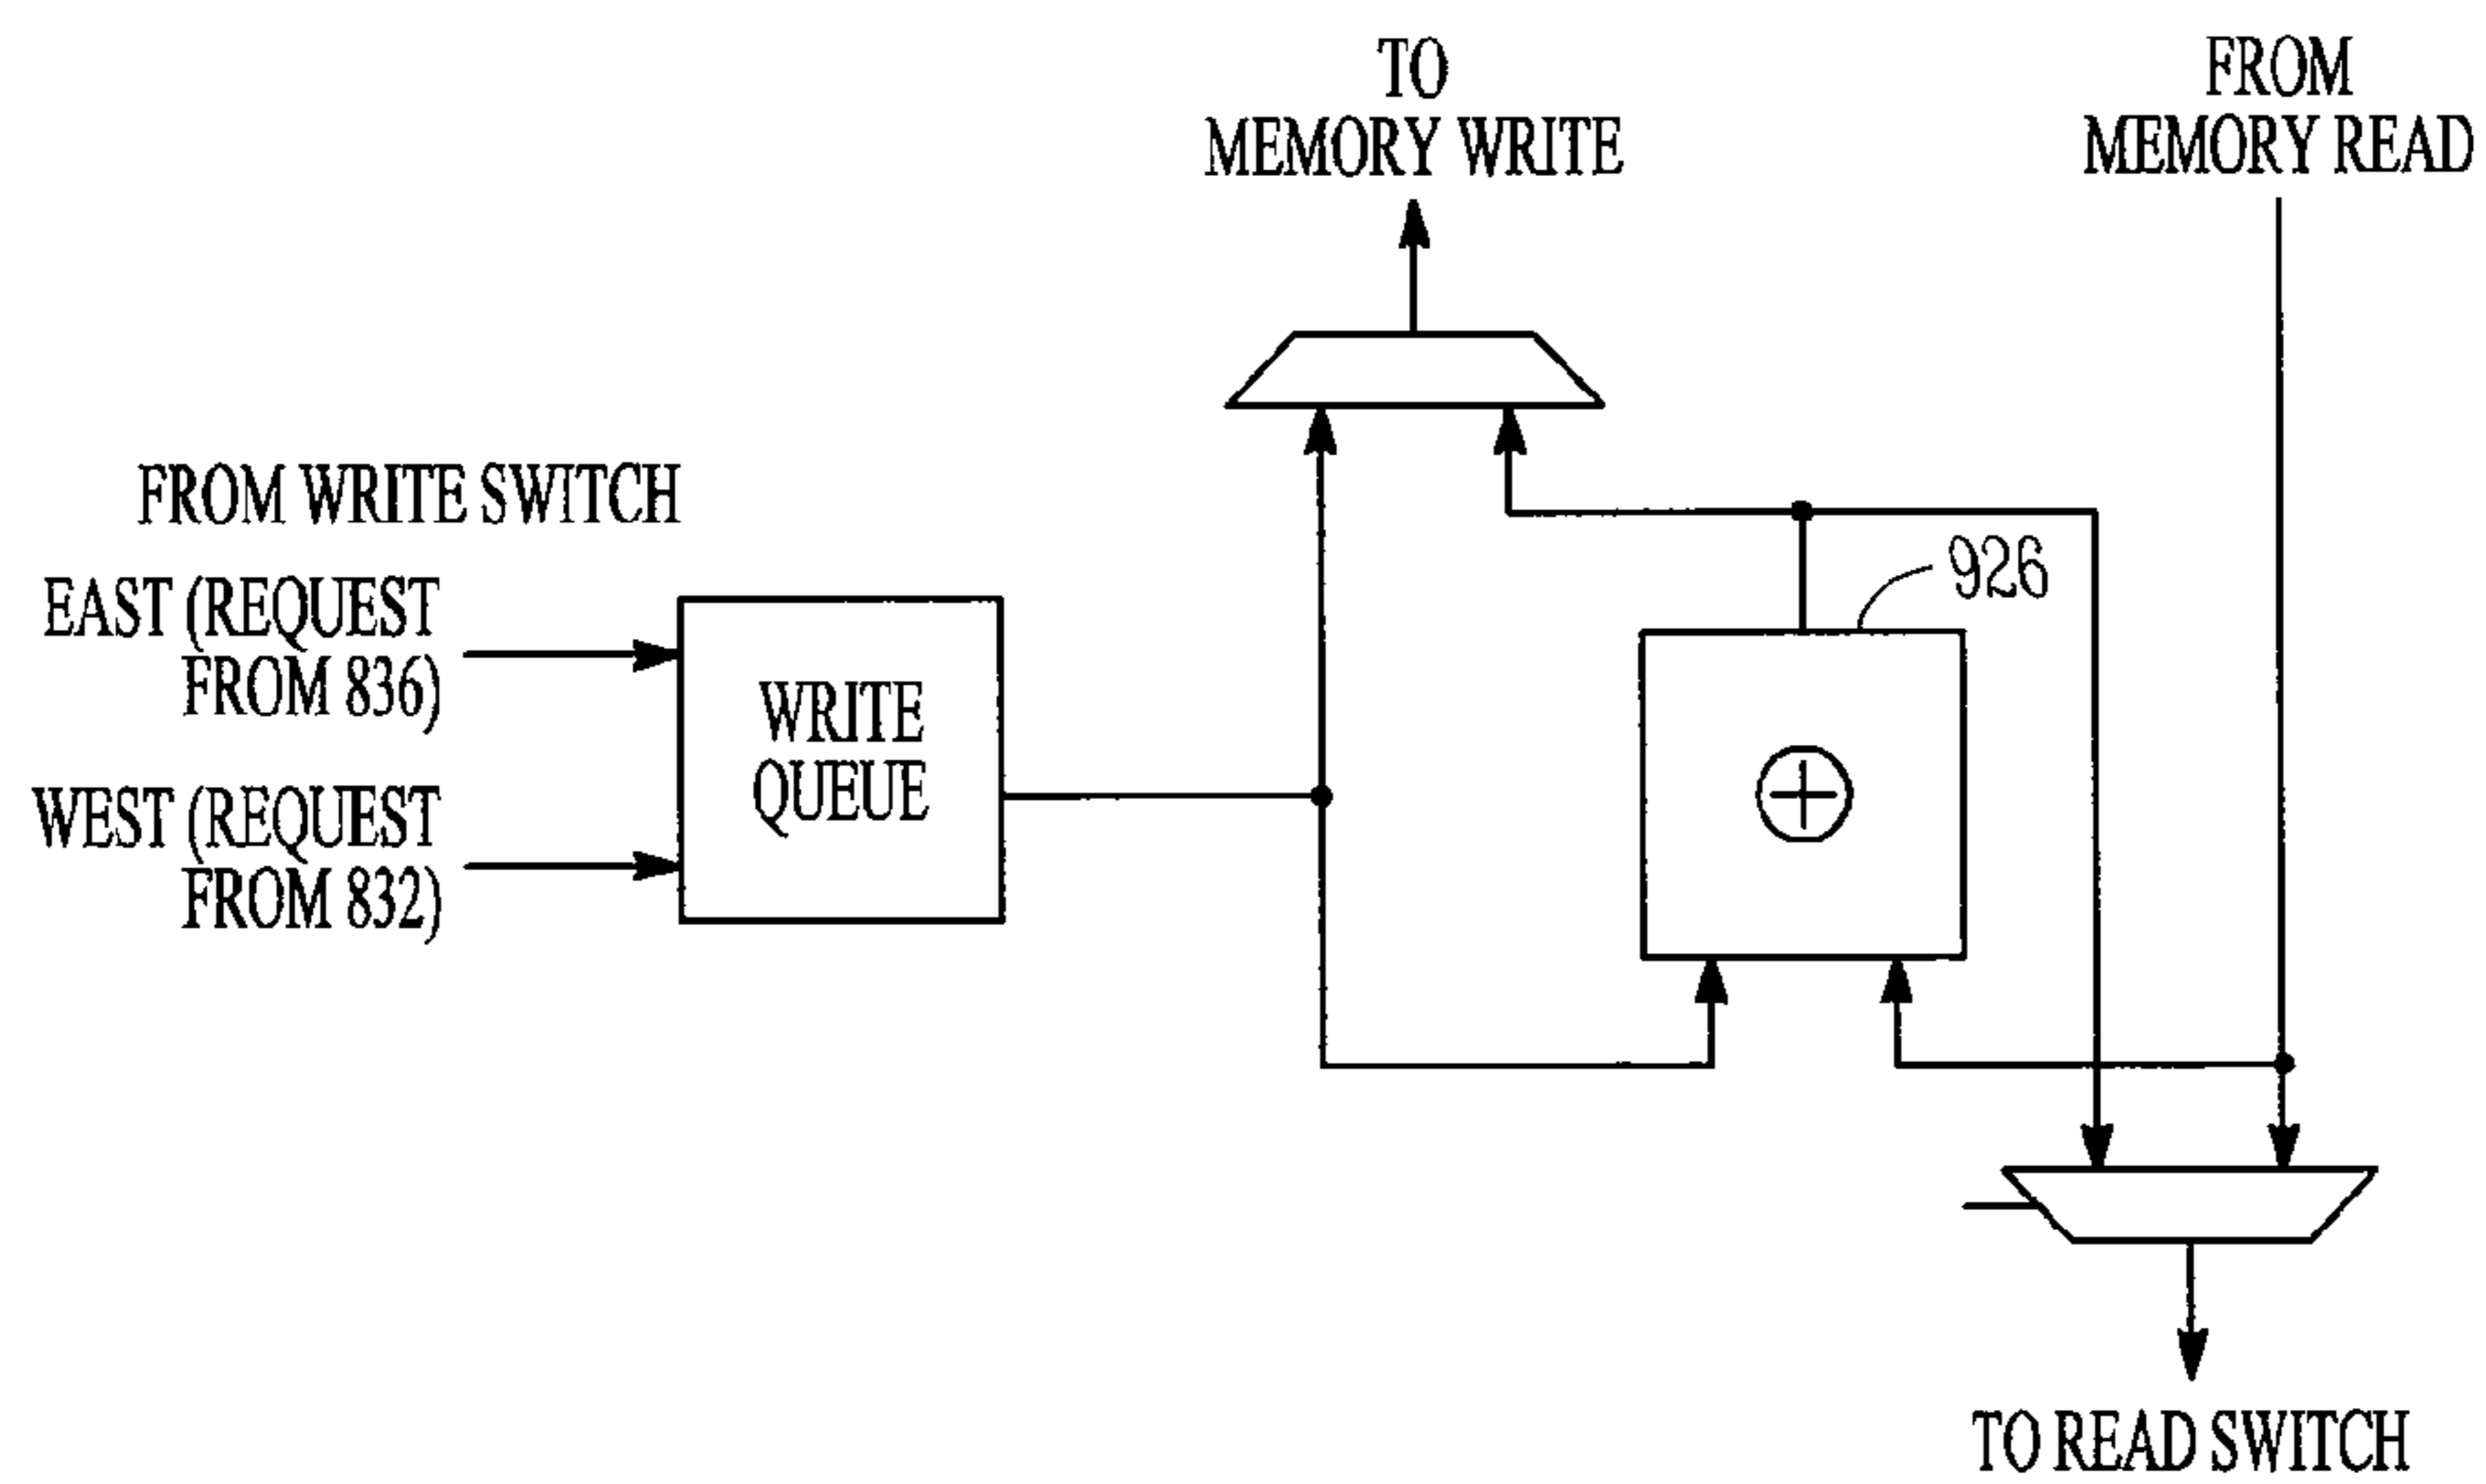 TO
MEMORY WRITE
FROM
MEMORY READ
FROM WRITE SWITCH
EAST (REQUEST
FROM 836)
WEST (REQUEST
FROM 832)
WRITE
QUEUE
926
TO READ SWITCH